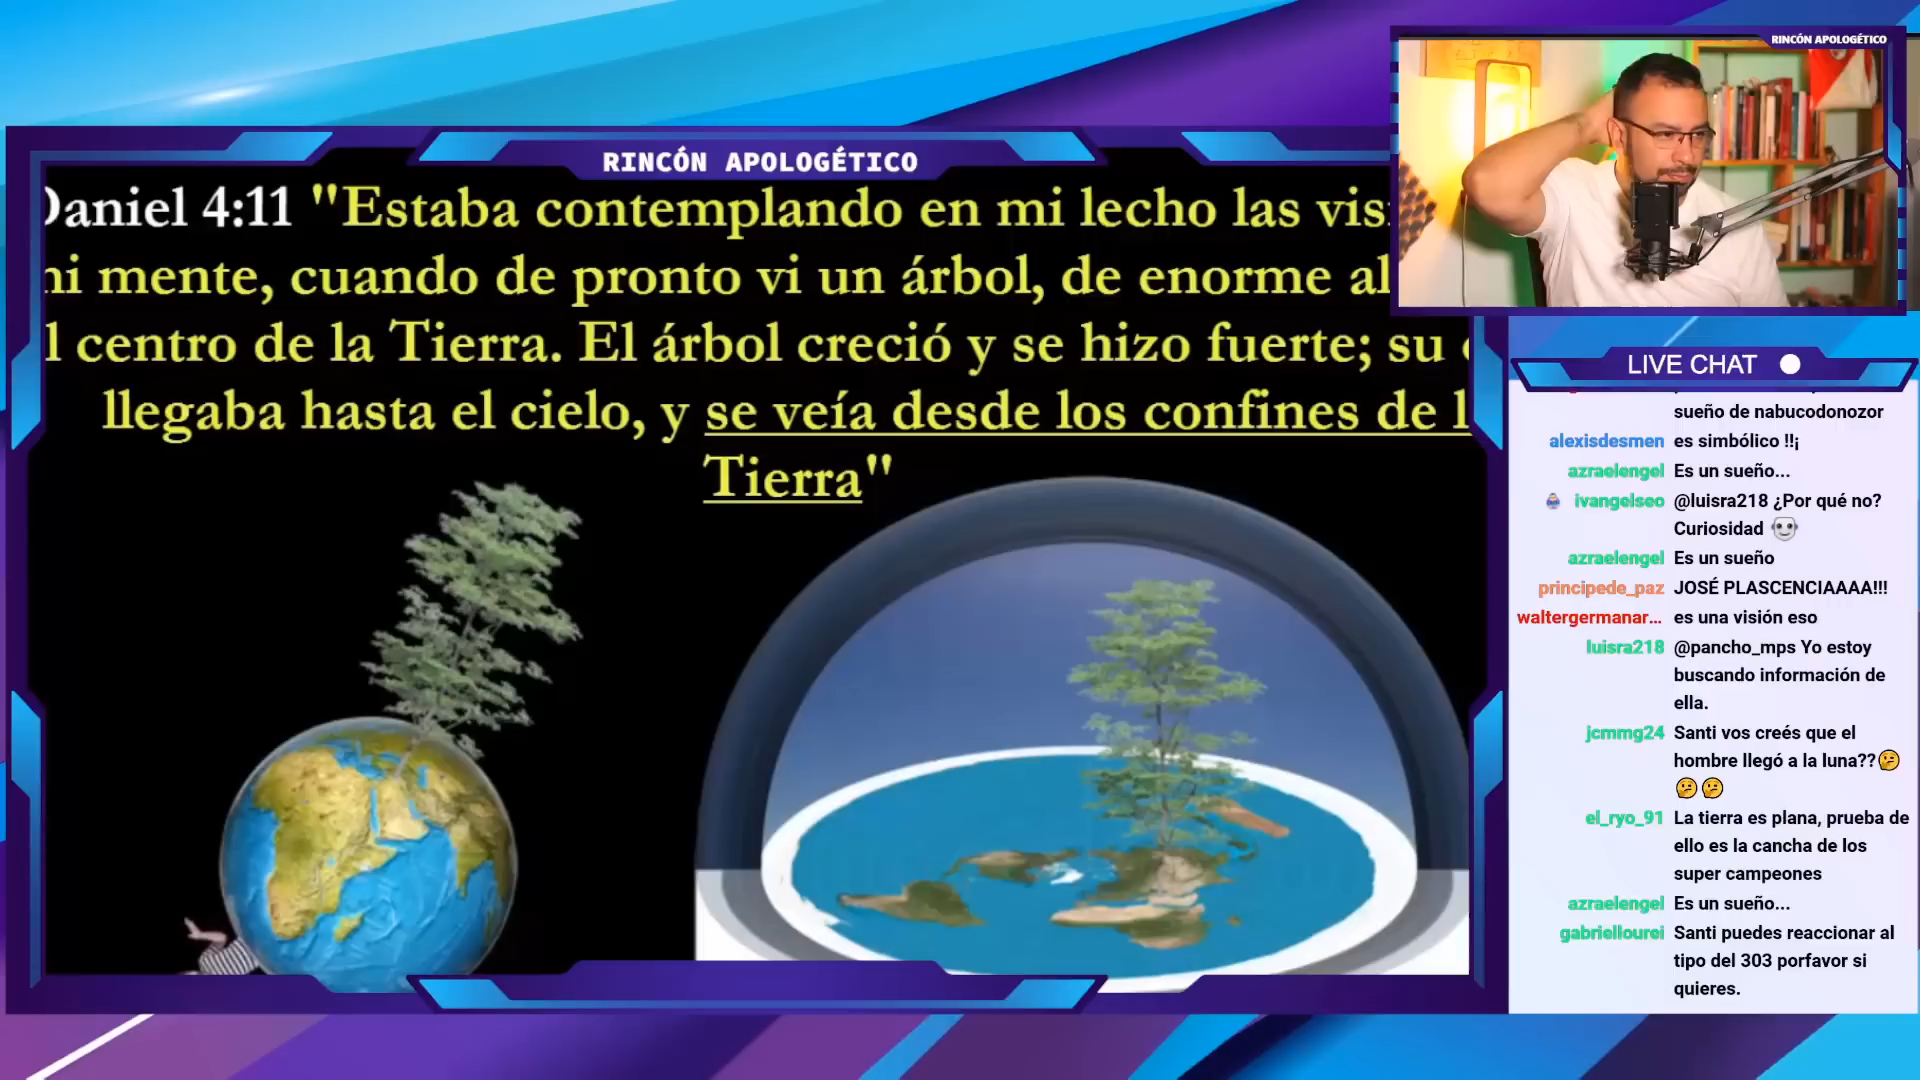 RINCÓN APOLOGÉTICO
RINCÓN APOLOGÉTICO
Daniel 4:11 "Estaba contemplando en mi lecho las
mente, cuando de pronto vi un árbol, de enorme
centro de la Tierra. El árbol creció y se hizo fuerte; su
llegaba hasta el cielo, y se veía desde los confines de
Tierra"
LIVE CHAT
sueño de nabucodonozor
alexisdesmen es simbólico !!¡
azraelengel Es un sueño...
ivangelseo @luisra218 ¿Por qué no?
Curiosidad
azraelengel Es un sueño
principede_paz JOSÉ PLASCENCIAAAA!!!
waltergermanar... es una visión eso
luisra218 @pancho_mps Yo estoy
buscando información de
ella.
jcmmg24 Santi vos creés que el
hombre llegó a la luna??🤔
🤔🤔
el_ryo_91 La tierra es plana, prueba de
ello es la cancha de los
super campeones
azraelengel Es un sueño...
gabriellourei Santi puedes reaccionar al
tipo del 303 porfavor si
quieres.